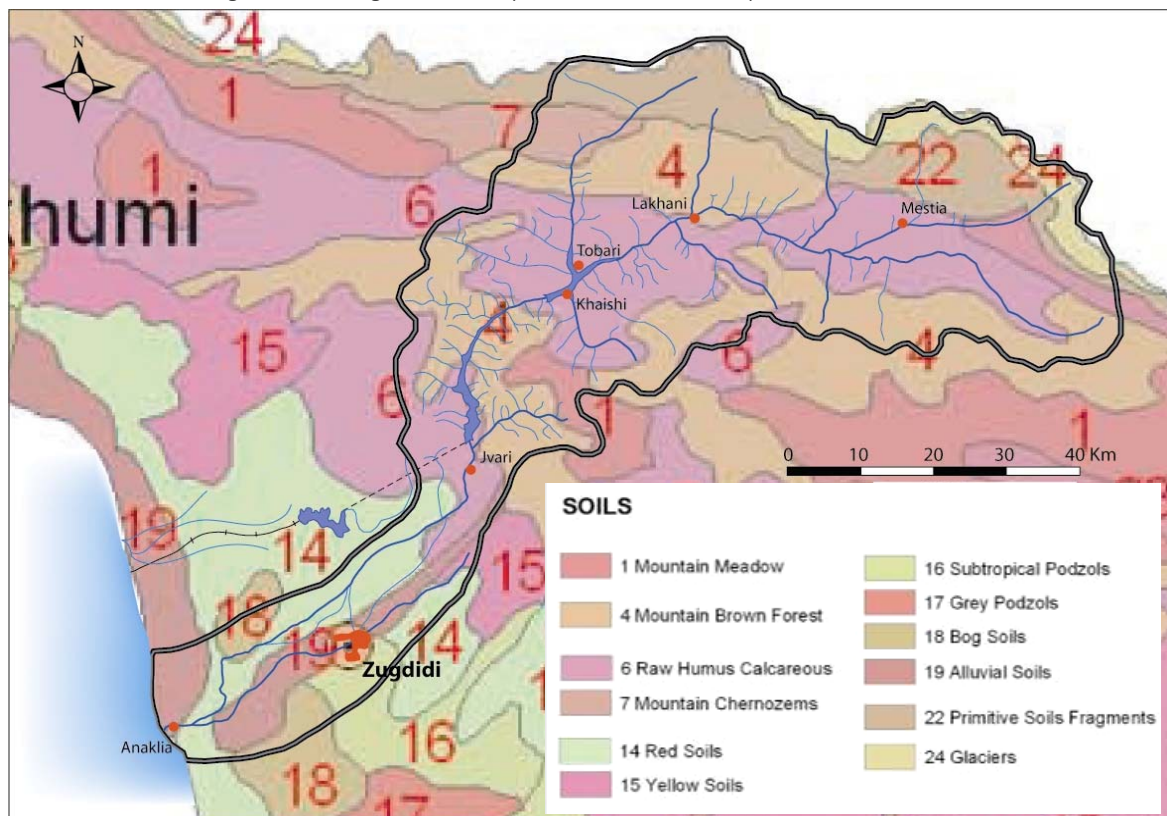 N
24
1
7
1
4
22
24
6
humi
Lakhani
Mestia
Tobari
Khaishi
4
15
6
6
4
1
1
Jvari
0 10 20 30 40 Km
19
14
15
18
19
14
Zugdidi
Anaklia
16
18
17
SOILS
1 Mountain Meadow
4 Mountain Brown Forest
6 Raw Humus Calcareous
7 Mountain Chernozems
14 Red Soils
15 Yellow Soils
16 Subtropical Podzols
17 Grey Podzols
18 Bog Soils
19 Alluvial Soils
22 Primitive Soils Fragments
24 Glaciers